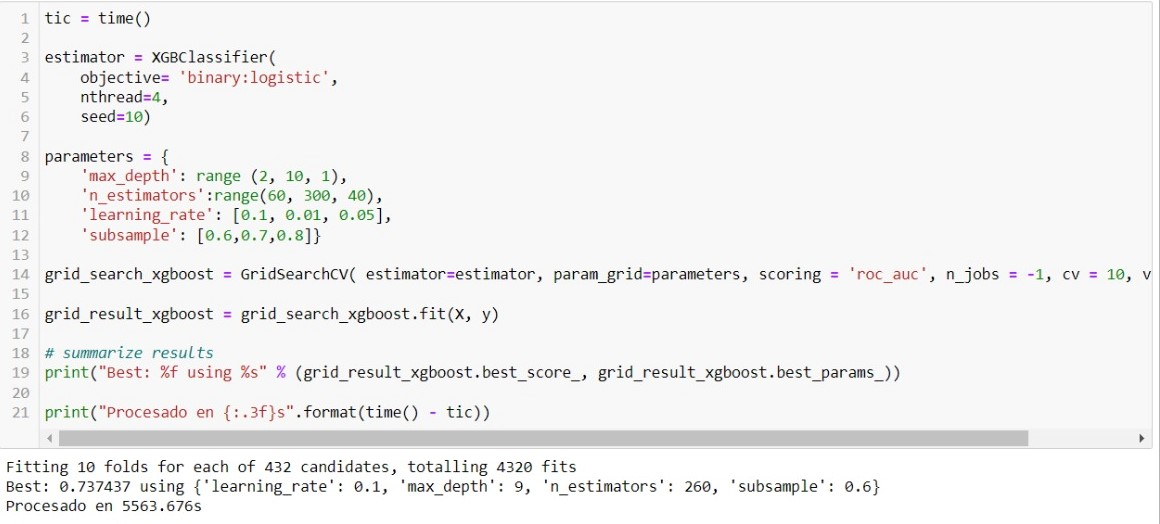 1 tic = time()
2
3 estimator = XGBClassifier(
4     objective= 'binary:logistic',
5     nthread=4,
6     seed=10)
7
8 parameters = {
9     'max_depth': range (2, 10, 1),
10     'n_estimators':range(60, 300, 40),
11     'learning_rate': [0.1, 0.01, 0.05],
12     'subsample': [0.6,0.7,0.8]}
13
14 grid_search_xgboost = GridSearchCV( estimator=estimator, param_grid=parameters, scoring = 'roc_auc', n_jobs = -1, cv = 10, v
15
16 grid_result_xgboost = grid_search_xgboost.fit(X, y)
17
18 # summarize results
19 print("Best: %f using %s" % (grid_result_xgboost.best_score_, grid_result_xgboost.best_params_))
20
21 print("Procesado en {:.3f}s".format(time() - tic))
Fitting 10 folds for each of 432 candidates, totalling 4320 fits
Best: 0.737437 using {'learning_rate': 0.1, 'max_depth': 9, 'n_estimators': 260, 'subsample': 0.6}
Procesado en 5563.676s